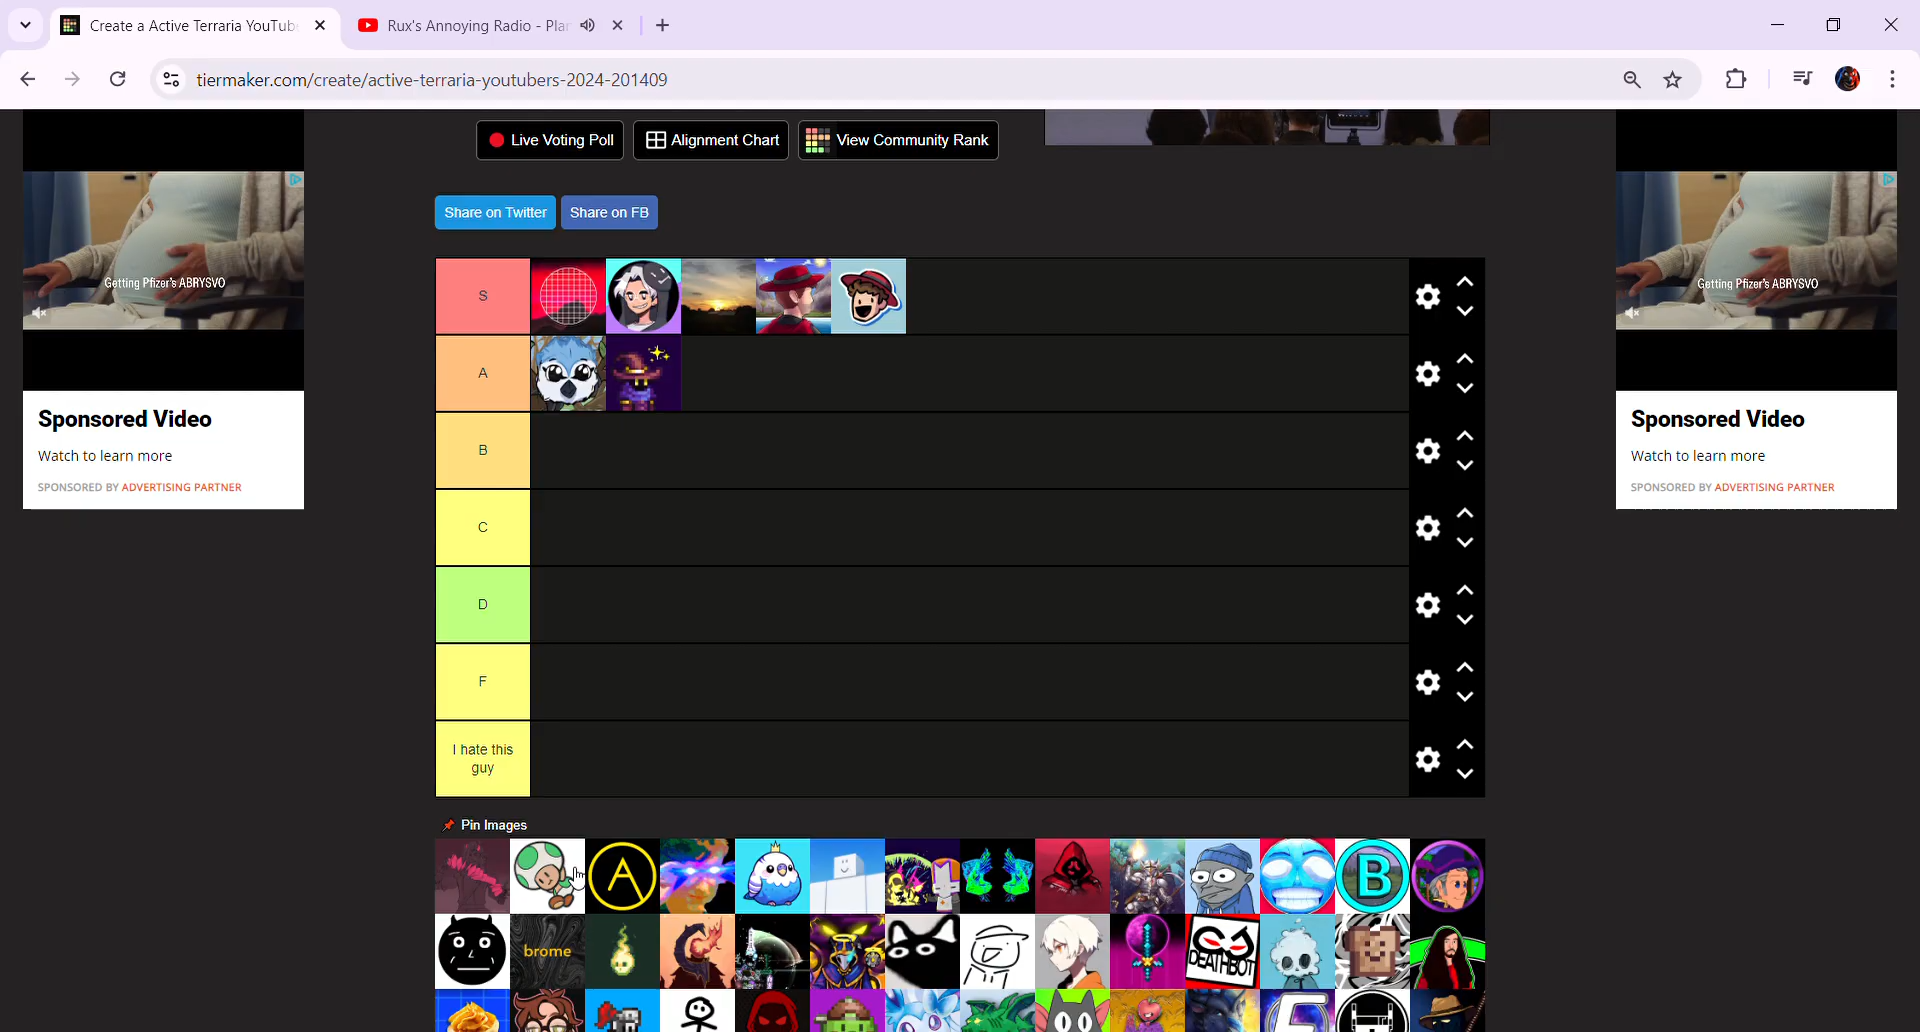 Create a Active Terraria YouTub
Rux's Annoying Radio - Pla
tiermaker.com/create/active-terraria-youtubers-2024-201409
Live Voting Poll
Alignment Chart
View Community Rank
Share on Twitter
Share on FB
Getting Pfizer's ABRYSVO
Sponsored Video
Watch to learn more
SPONSORED BY ADVERTISING PARTNER
S
A
B
C
D
F
I hate this
guy
Getting Pfizer's ABRYSVO
Sponsored Video
Watch to learn more
SPONSORED BY ADVERTISING PARTNER
Pin Images
A
B
brome
DEATHBOT